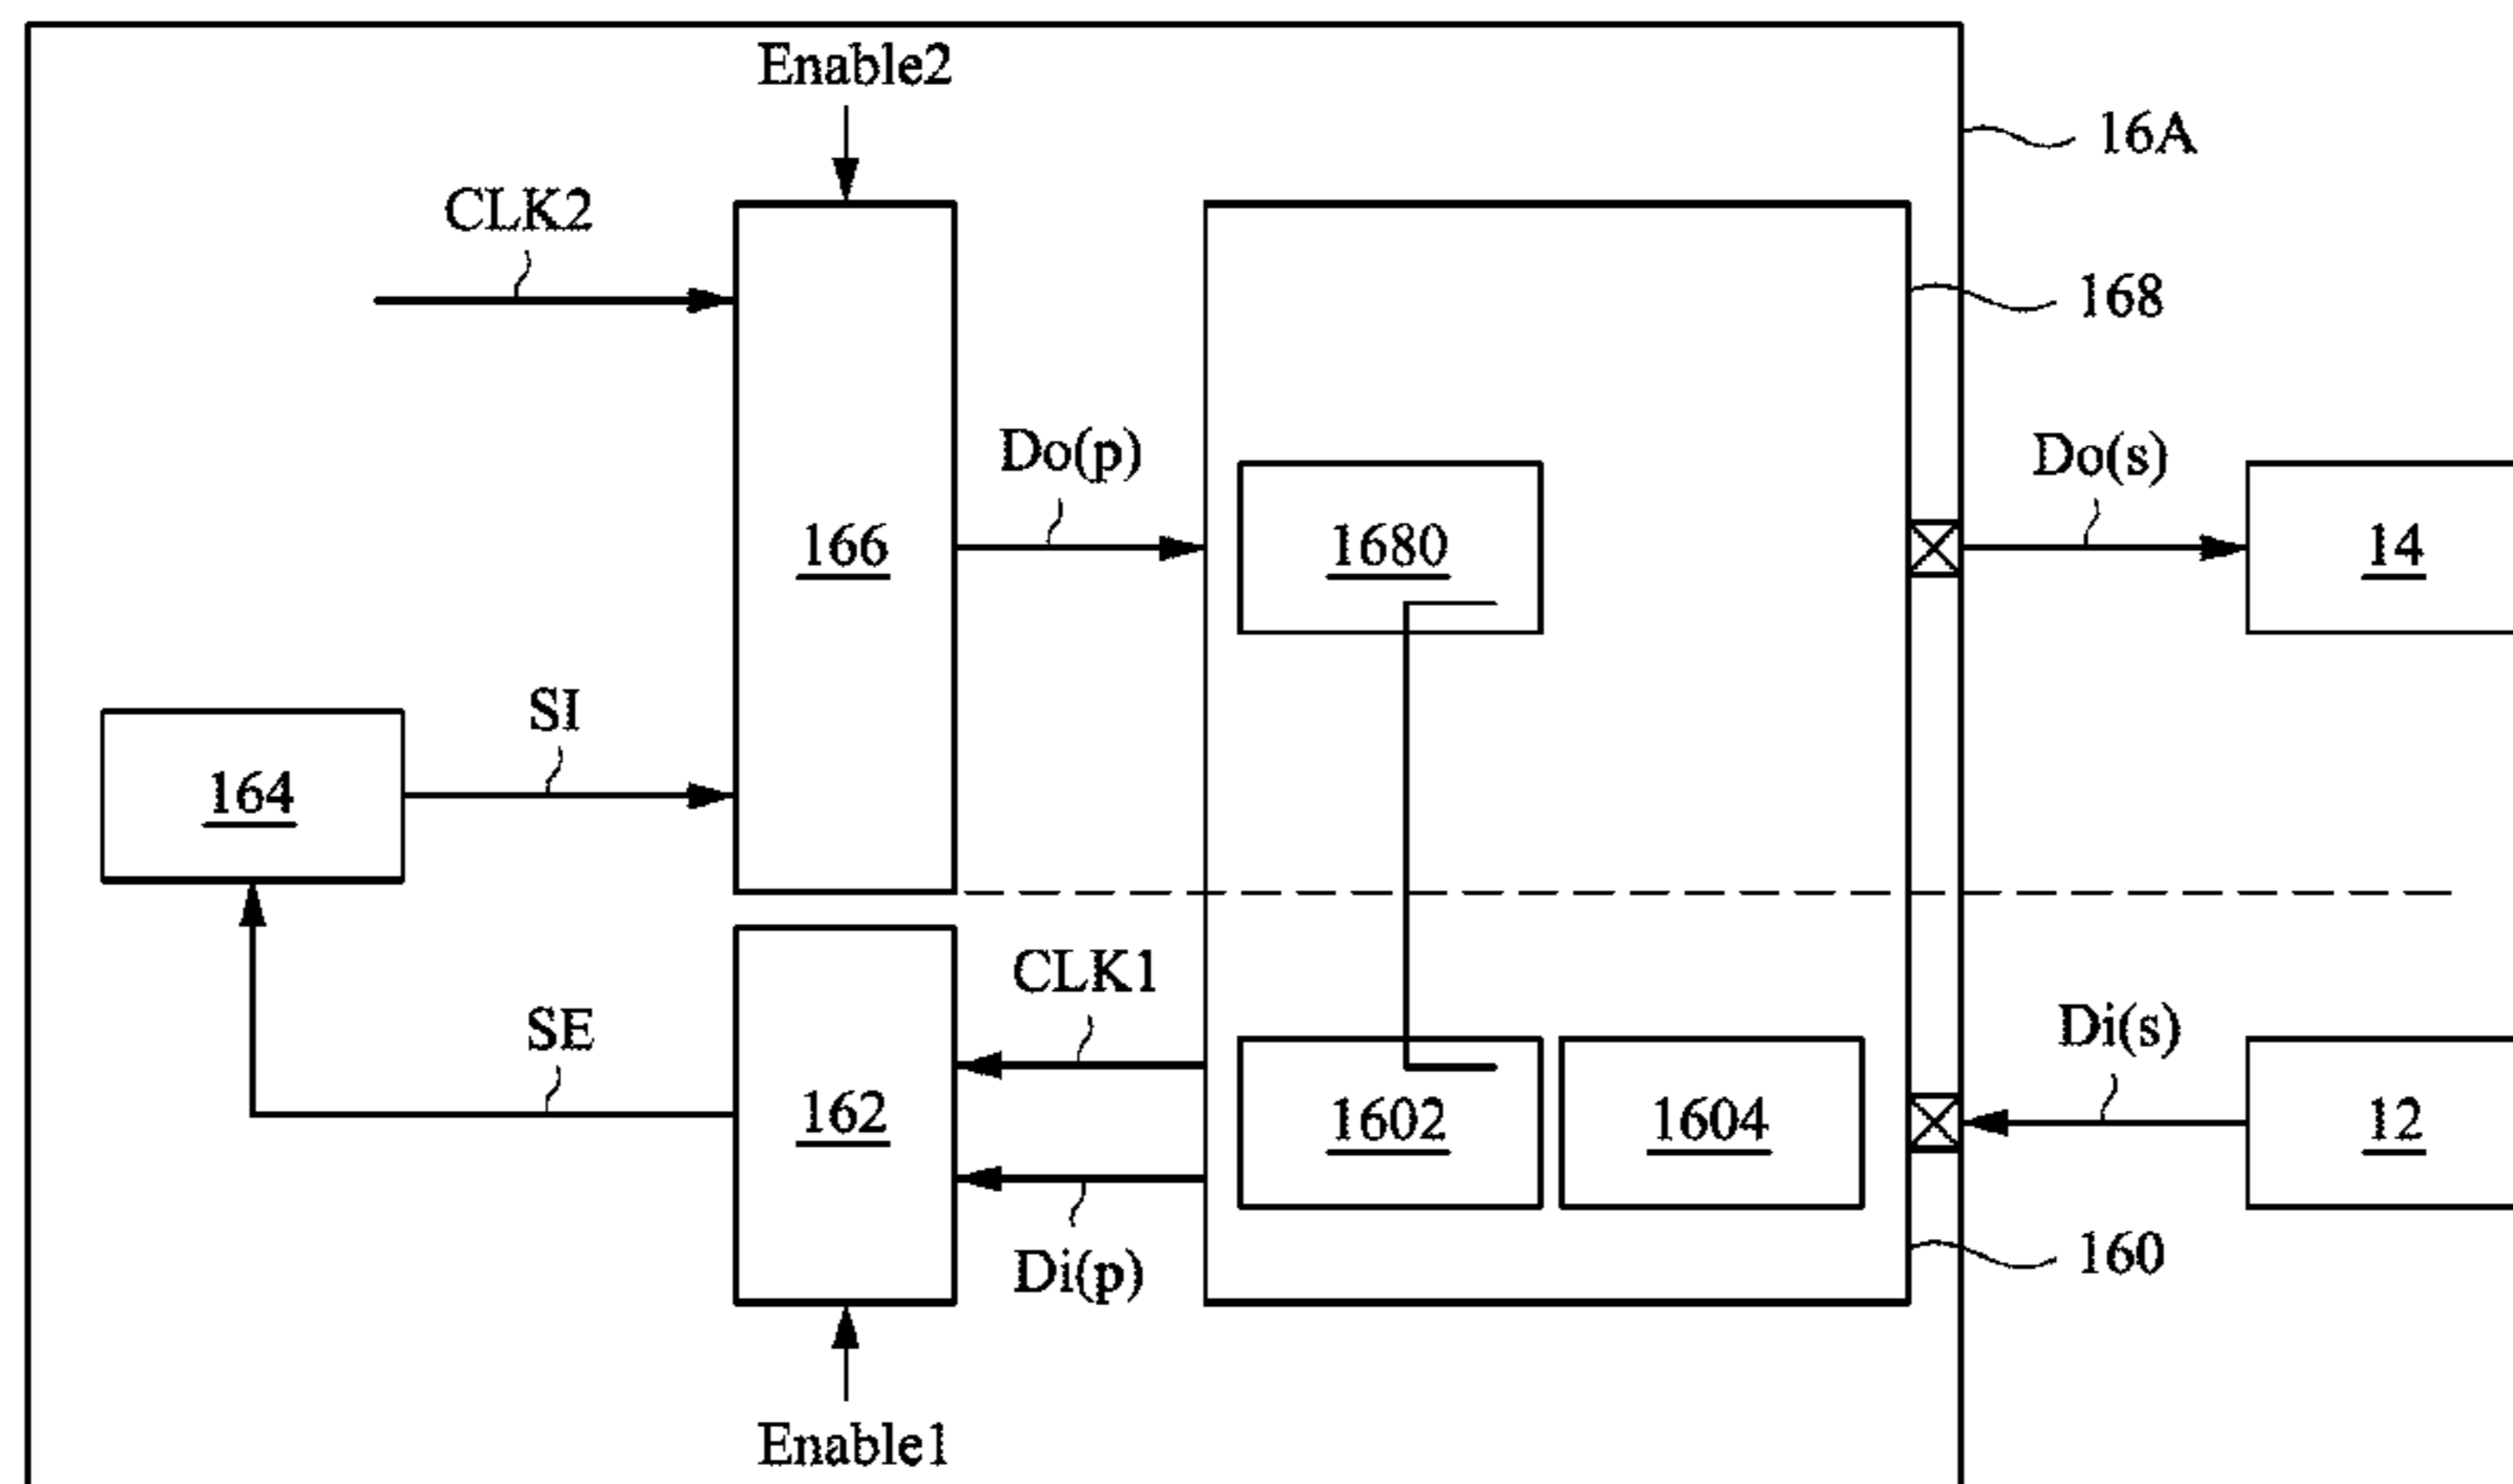 Enable2
16A
CLK2
168
Do(p)
Do(s)
166
1680
14
SI
164
CLK1
SE
Di(s)
162
1602
1604
12
Di(p)
160
Enable1